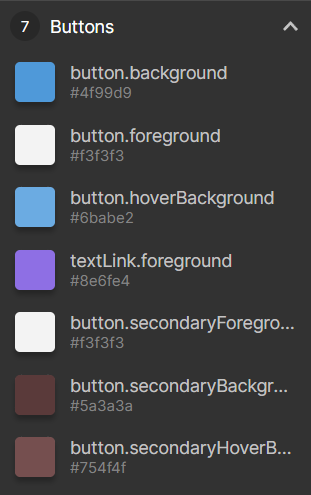 7 Buttons
button.background
#4f99d9
button.foreground
#f3f3f3
button.hoverBackground
#6babe2
textLink.foreground
#8e6fe4
button.secondaryForegro...
#f3f3f3
button.secondaryBackgr...
#5a3a3a
button.secondaryHoverB...
#754f4f